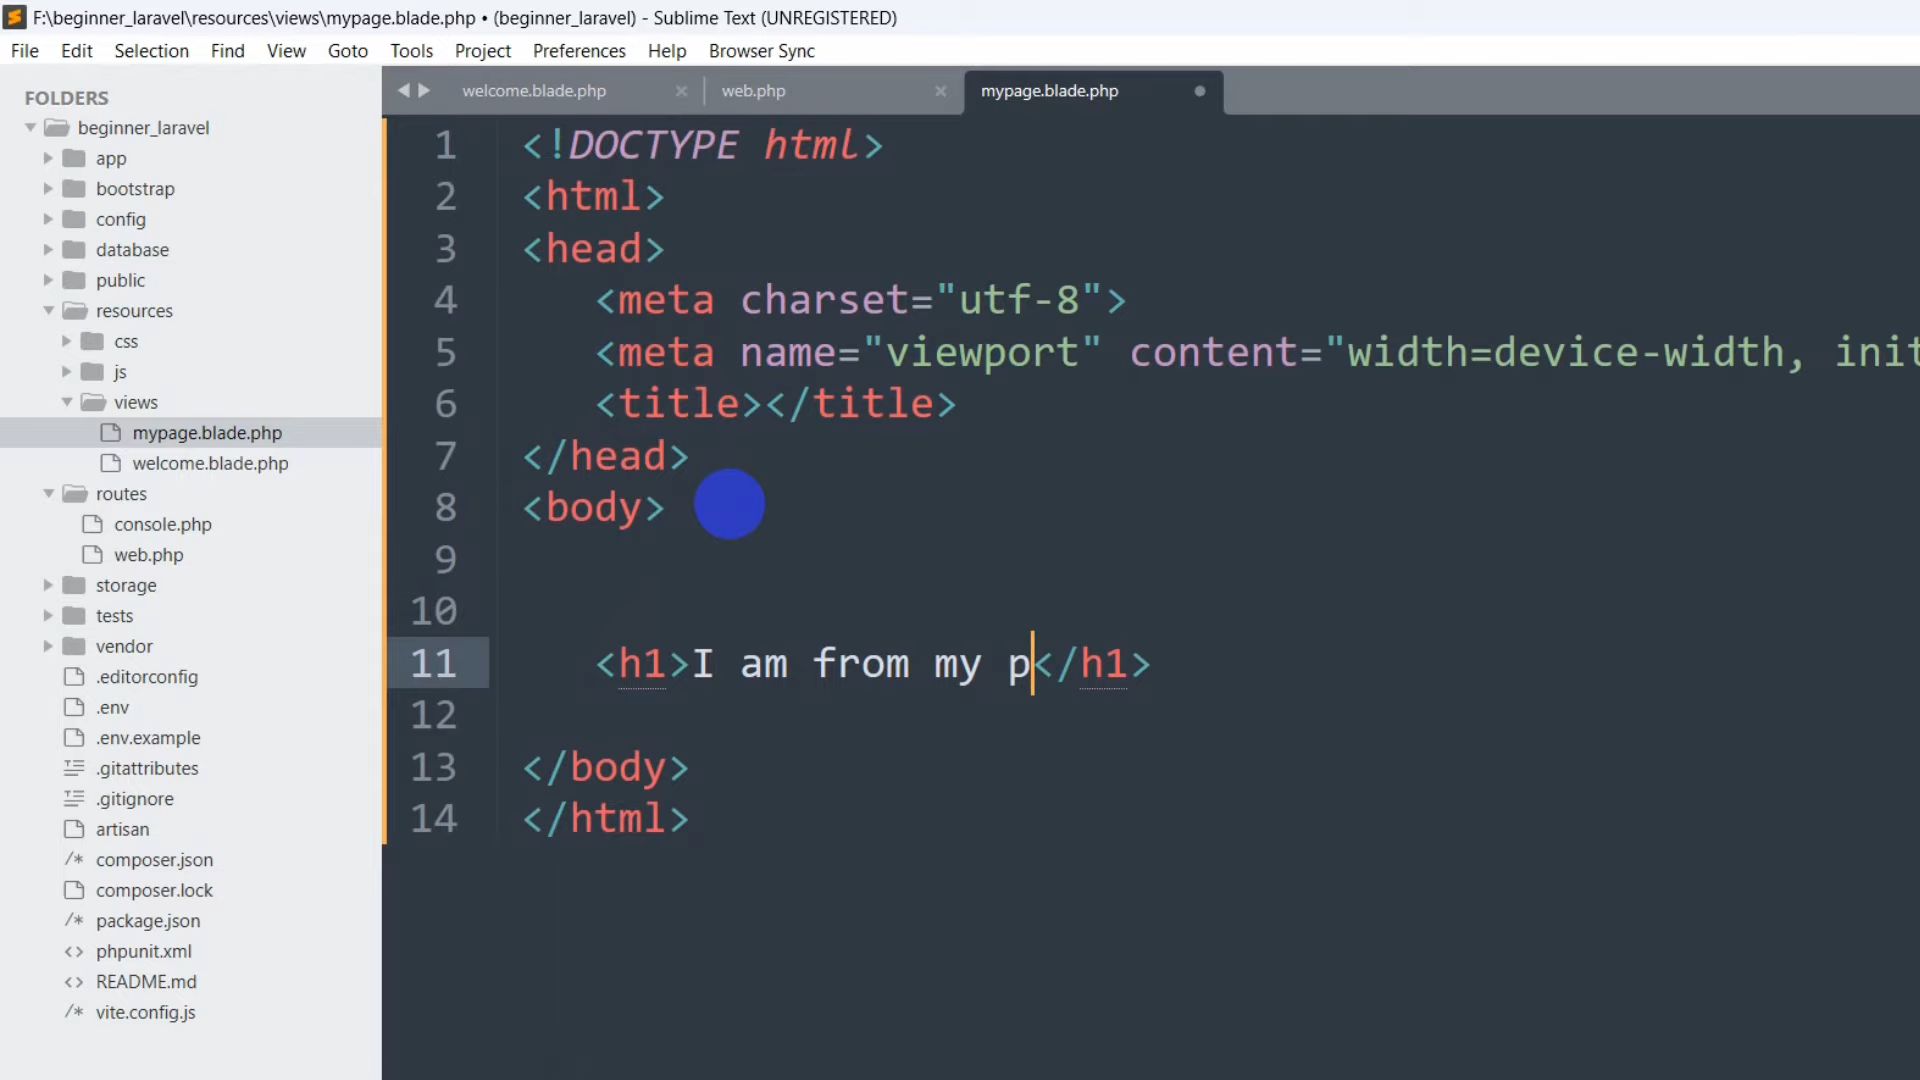 F:\beginner_laravel\resources\views\mypage.blade.php • (beginner_laravel) - Sublime Text (UNREGISTERED)
File Edit Selection Find View Goto Tools Project Preferences Help Browser Sync
FOLDERS
beginner_laravel
app
bootstrap
config
database
public
resources
css
js
views
mypage.blade.php
welcome.blade.php
routes
console.php
web.php
storage
tests
vendor
.editorconfig
.env
.env.example
.gitattributes
.gitignore
artisan
/* composer.json
composer.lock
/* package.json
<> phpunit.xml
<> README.md
/* vite.config.js
welcome.blade.php × web.php × mypage.blade.php
1 <!DOCTYPE html>
2 <html>
3 <head>
4 <meta charset="utf-8">
5 <meta name="viewport" content="width=device-width, init
6 <title></title>
7 </head>
8 <body>
9
10
11 <h1>I am from my p</h1>
12
13 </body>
14 </html>